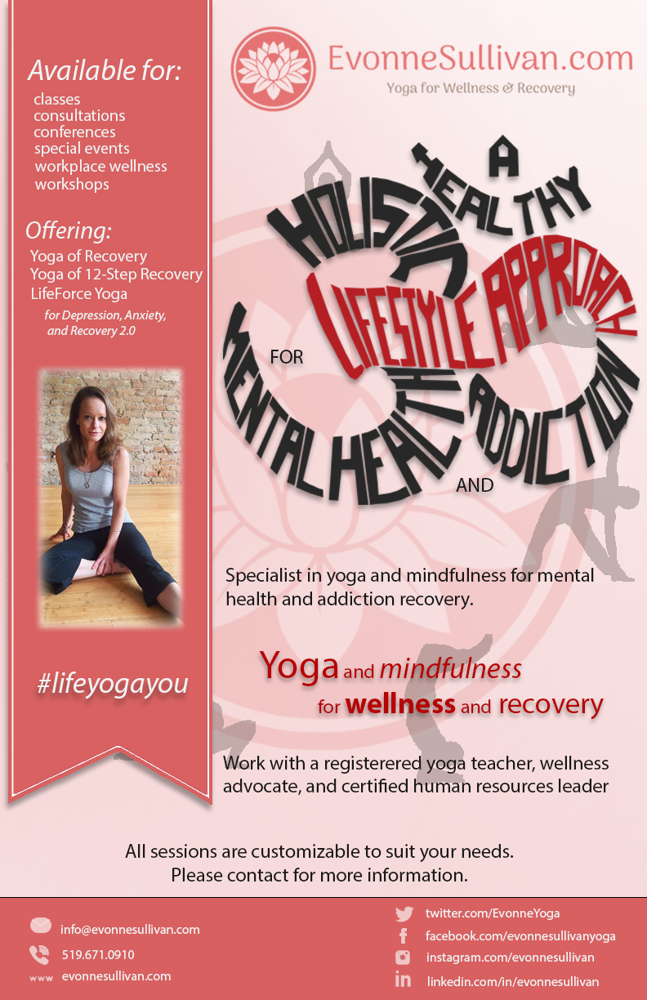 Available for:
classes
consultations
conferences
special events
workplace wellness
workshops
Offering:
Yoga of Recovery
Yoga of 12-Step Recovery
LifeForce Yoga
for Depression, Anxiety,
and Recovery 2.0
#lifeyogayou
EvonneSullivan.com
Yoga for Wellness & Recovery
A
HEALTHY
HOLISTIC
LIFESTYLE APPROACH
FOR
MENTAL HEALTH
AND
ADDICTION
Specialist in yoga and mindfulness for mental
health and addiction recovery.
Yoga and mindfulness
for wellness and recovery
Work with a registerered yoga teacher, wellness
advocate, and certified human resources leader
All sessions are customizable to suit your needs.
Please contact for more information.
info@evonnesullivan.com
519.671.0910
www evonnesullivan.com
twitter.com/EvonneYoga
facebook.com/evonnesullivanyoga
instagram.com/evonnesullivan
linkedin.com/in/evonnesullivan